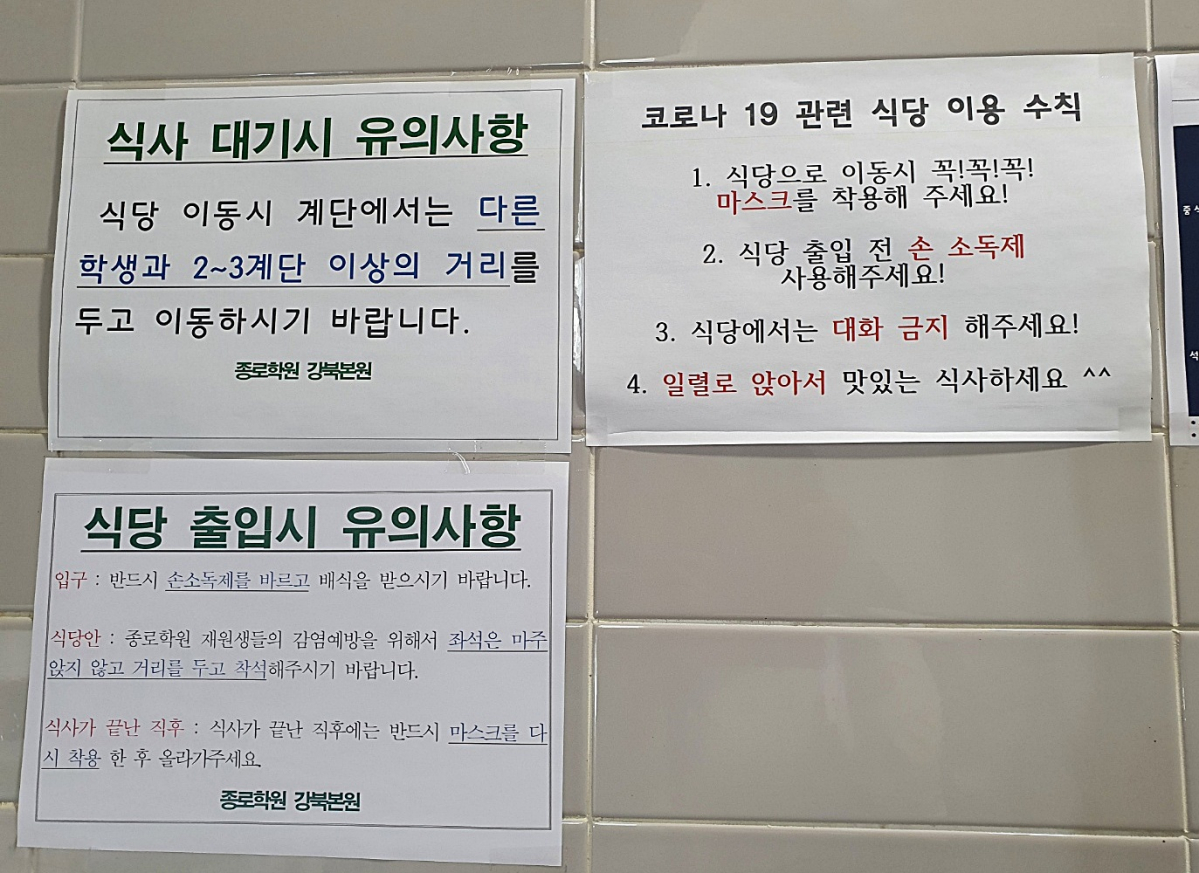 식사 대기시 유의사항
식당 이동시 계단에서는 다른
학생과 2~3계단 이상의 거리를
두고 이동하시기 바랍니다.
종로학원 강북본원
코로나 19 관련 식당 이용 수칙
1. 식당으로 이동시 꼭!꼭!꼭!
마스크를 착용해 주세요!
2. 식당 출입 전 손 소독제
사용해주세요!
3. 식당에서는 대화 금지 해주세요!
4. 일렬로 앉아서 맛있는 식사하세요 ^^
식당 출입시 유의사항
입구 : 반드시 손소독제를 바르고 배식을 받으시기 바랍니다.
식당안 : 종로학원 재원생들의 감염예방을 위해서 좌석은 마주
앉지 않고 거리를 두고 착석해주시기 바랍니다.
식사가 끝난 직후 : 식사가 끝난 직후에는 반드시 마스크를 다
시 착용 한 후 올라가주세요.
종로학원 강북본원